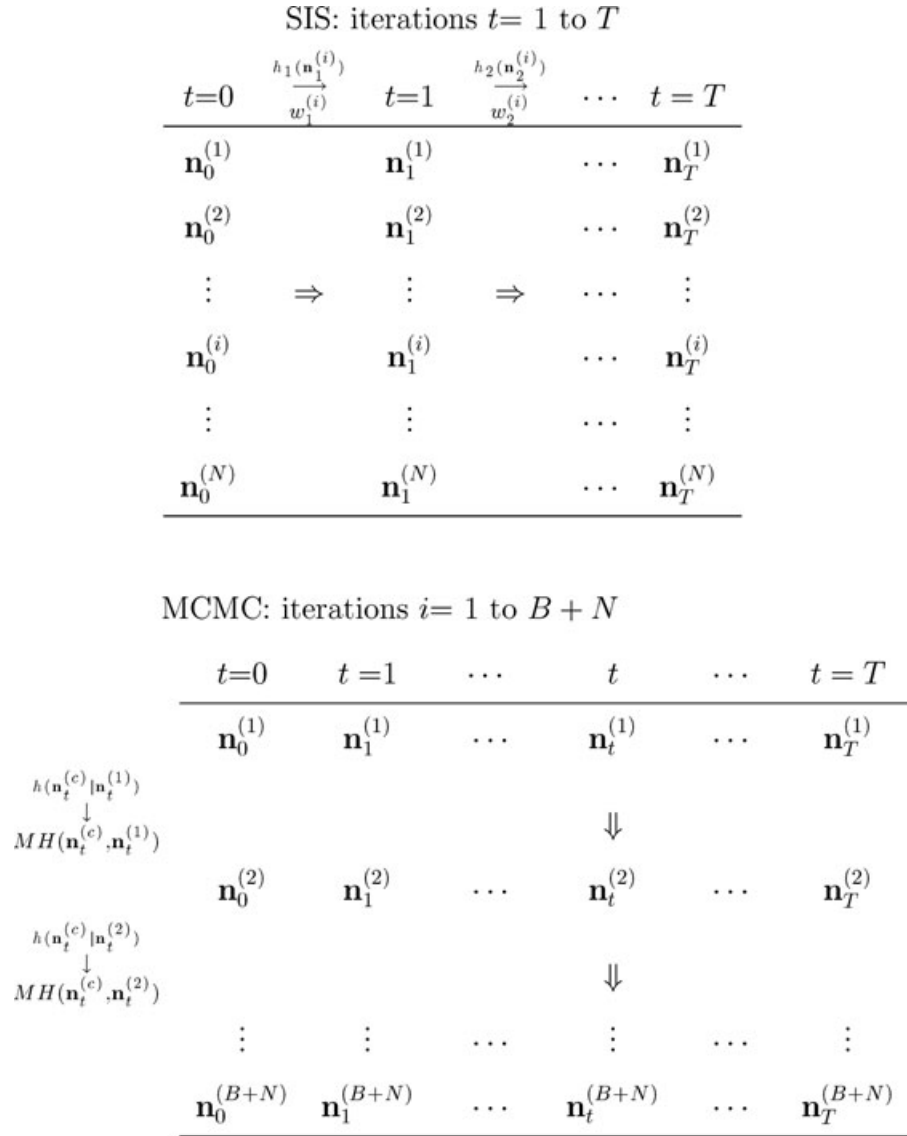 SIS: iterations t= 1 to T
t=0 h₁(n₁⁽ⁱ⁾) → w₁⁽ⁱ⁾ t=1 h₂(n₂⁽ⁱ⁾) → w₂⁽ⁱ⁾ ⋯ t = T
n₀⁽¹⁾ n₁⁽¹⁾ ⋯ n_T⁽¹⁾
n₀⁽²⁾ n₁⁽²⁾ ⋯ n_T⁽²⁾
⋮ ⇒ ⋮ ⇒ ⋯ ⋮
n₀⁽ⁱ⁾ n₁⁽ⁱ⁾ ⋯ n_T⁽ⁱ⁾
⋮ ⋮ ⋯ ⋮
n₀⁽ᴺ⁾ n₁⁽ᴺ⁾ ⋯ n_T⁽ᴺ⁾
MCMC: iterations i= 1 to B + N
t=0 t =1 ⋯ t ⋯ t = T
n₀⁽¹⁾ n₁⁽¹⁾ ⋯ n_t⁽¹⁾ ⋯ n_T⁽¹⁾
h(n_t⁽ᶜ⁾|n_t⁽¹⁾)
↓ ⇓
MH(n_t⁽ᶜ⁾,n_t⁽¹⁾)
n₀⁽²⁾ n₁⁽²⁾ ⋯ n_t⁽²⁾ ⋯ n_T⁽²⁾
h(n_t⁽ᶜ⁾|n_t⁽²⁾)
↓ ⇓
MH(n_t⁽ᶜ⁾,n_t⁽²⁾)
⋮ ⋮ ⋯ ⋮ ⋯ ⋮
n₀⁽ᴮ⁺ᴺ⁾ n₁⁽ᴮ⁺ᴺ⁾ ⋯ n_t⁽ᴮ⁺ᴺ⁾ ⋯ n_T⁽ᴮ⁺ᴺ⁾